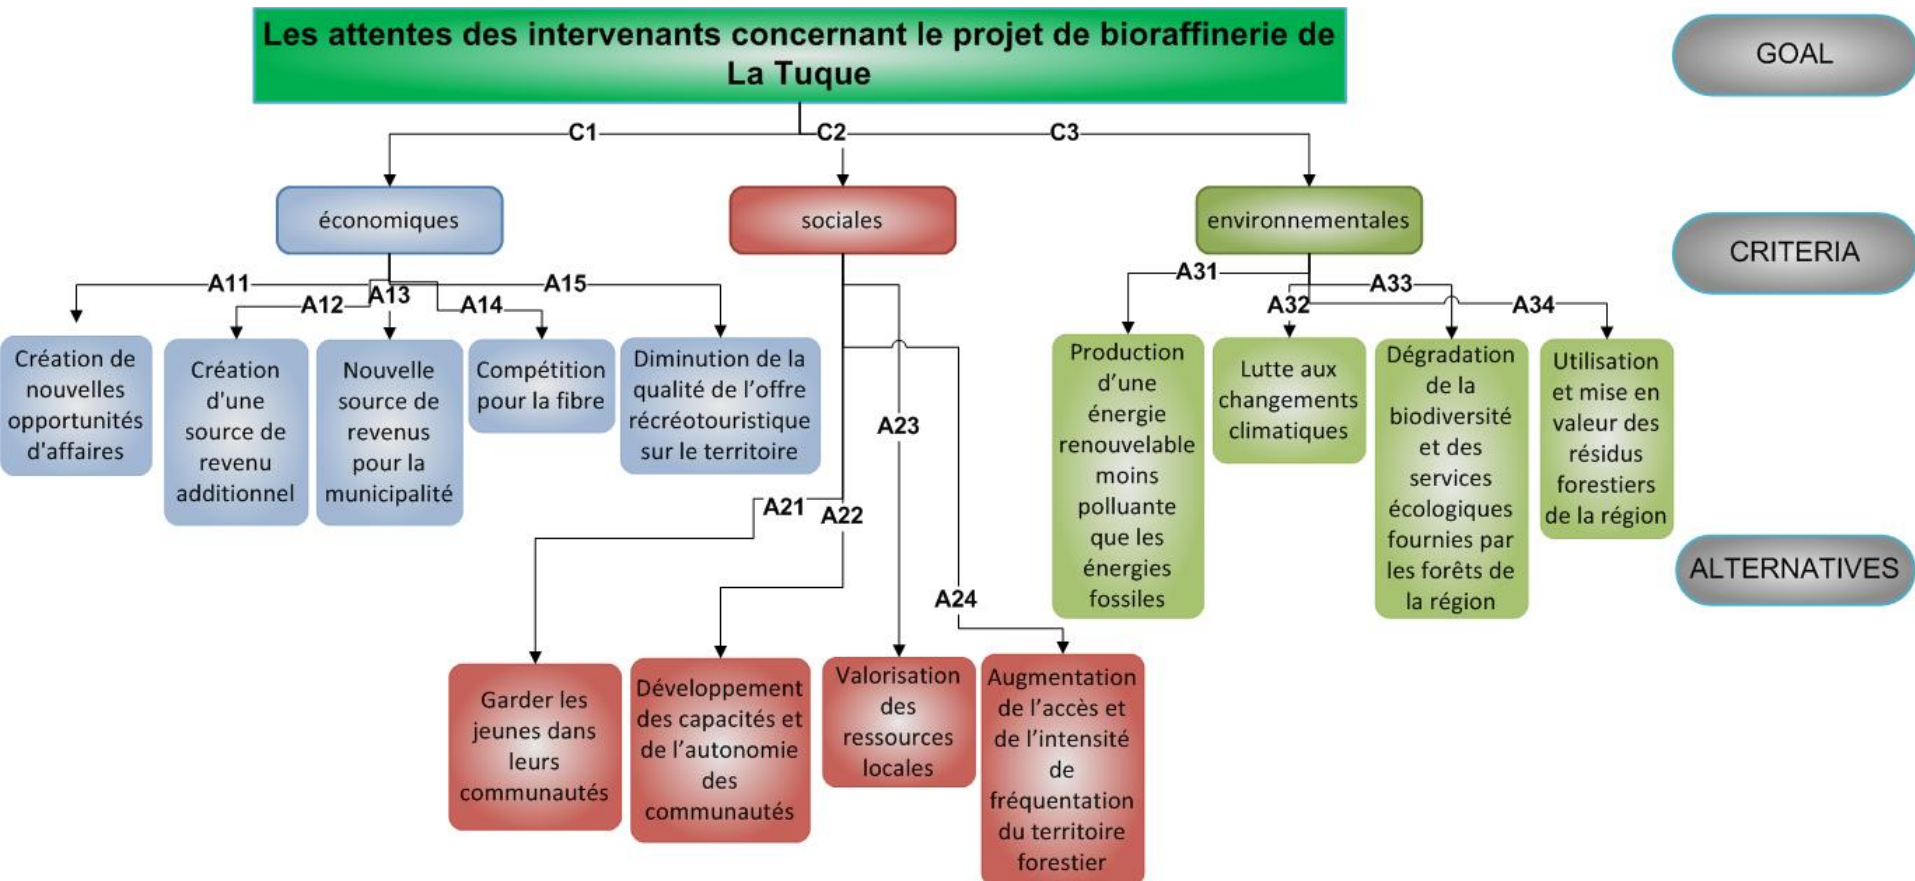 Les attentes des intervenants concernant le projet de bioraffinerie de
La Tuque
GOAL
C1
C2
C3
économiques
sociales
environnementales
CRITERIA
A11
A12
A13
A14
A15
A31
A32
A33
A34
Création de
nouvelles
opportunités
d'affaires
Création
d'une
source de
revenu
additionnel
Nouvelle
source de
revenus
pour la
municipalité
Compétition
pour la fibre
Diminution de la
qualité de l’offre
récréotouristique
sur le territoire
Production
d’une
énergie
renouvelable
moins
polluante
que les
énergies
fossiles
Lutte aux
changements
climatiques
Dégradation
de la
biodiversité
et des
services
écologiques
fournies par
les forêts de
la région
Utilisation
et mise en
valeur des
résidus
forestiers
de la région
ALTERNATIVES
A21
A22
A23
A24
Garder les
jeunes dans
leurs
communautés
Développement
des capacités et
de l’autonomie
des
communautés
Valorisation
des
ressources
locales
Augmentation
de l’accès et
de l’intensité
de
fréquentation
du territoire
forestier